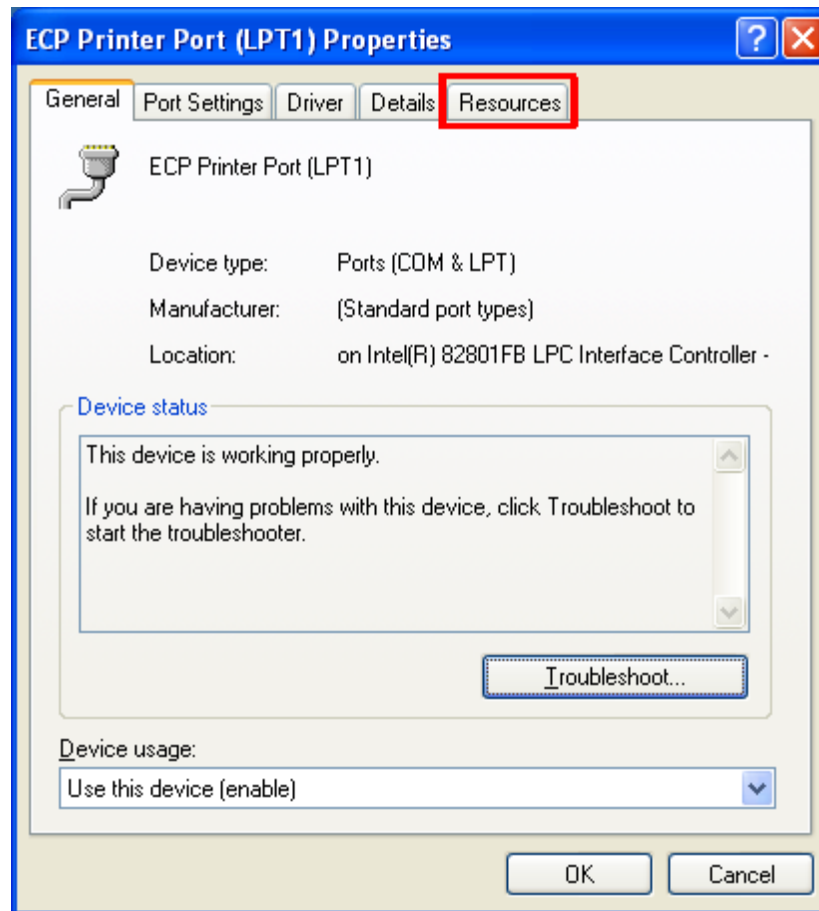 ECP Printer Port (LPT1) Properties
General Port Settings Driver Details Resources
ECP Printer Port (LPT1)
Device type: Ports (COM & LPT)
Manufacturer: (Standard port types)
Location: on Intel(R) 82801FB LPC Interface Controller -
Device status
This device is working properly.
If you are having problems with this device, click Troubleshoot to
start the troubleshooter.
Troubleshoot...
Device usage:
Use this device (enable)
OK Cancel